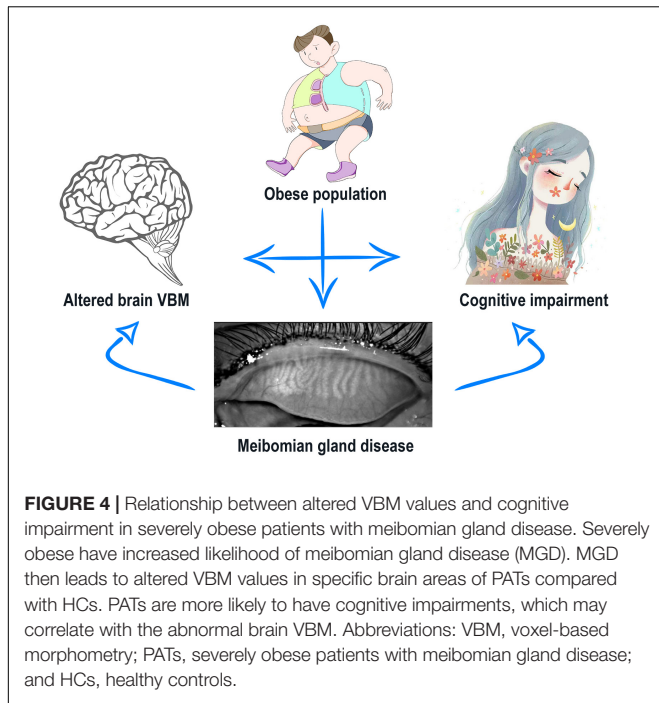 Obese population
Altered brain VBM
Cognitive impairment
Meibomian gland disease
FIGURE 4 | Relationship between altered VBM values and cognitive
impairment in severely obese patients with meibomian gland disease. Severely
obese have increased likelihood of meibomian gland disease (MGD). MGD
then leads to altered VBM values in specific brain areas of PATs compared
with HCs. PATs are more likely to have cognitive impairments, which may
correlate with the abnormal brain VBM. Abbreviations: VBM, voxel-based
morphometry; PATs, severely obese patients with meibomian gland disease;
and HCs, healthy controls.